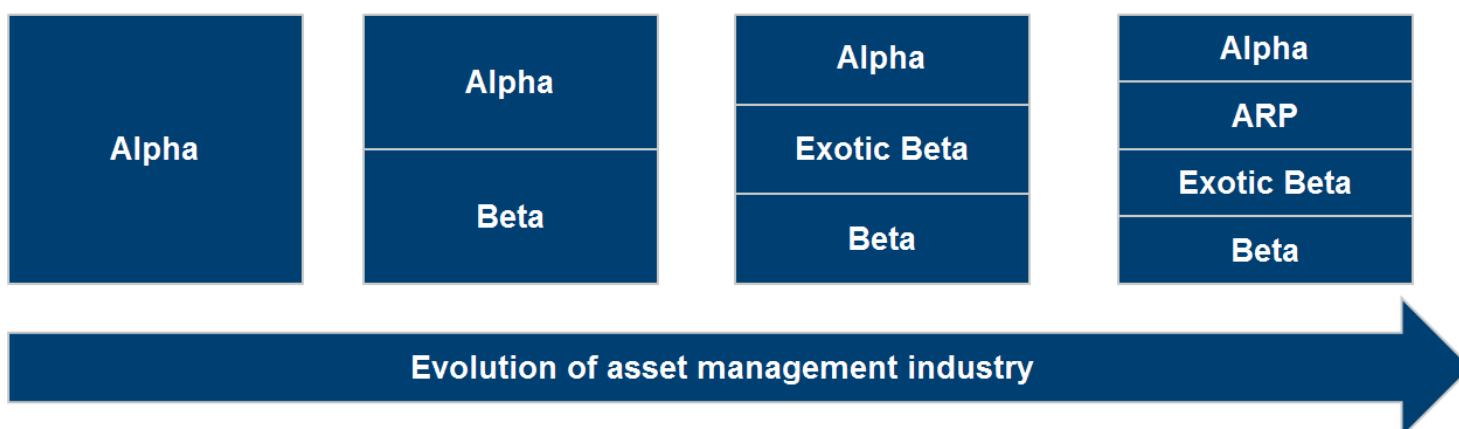 Alpha
Alpha
Beta
Alpha
Exotic Beta
Beta
Alpha
ARP
Exotic Beta
Beta
Evolution of asset management industry